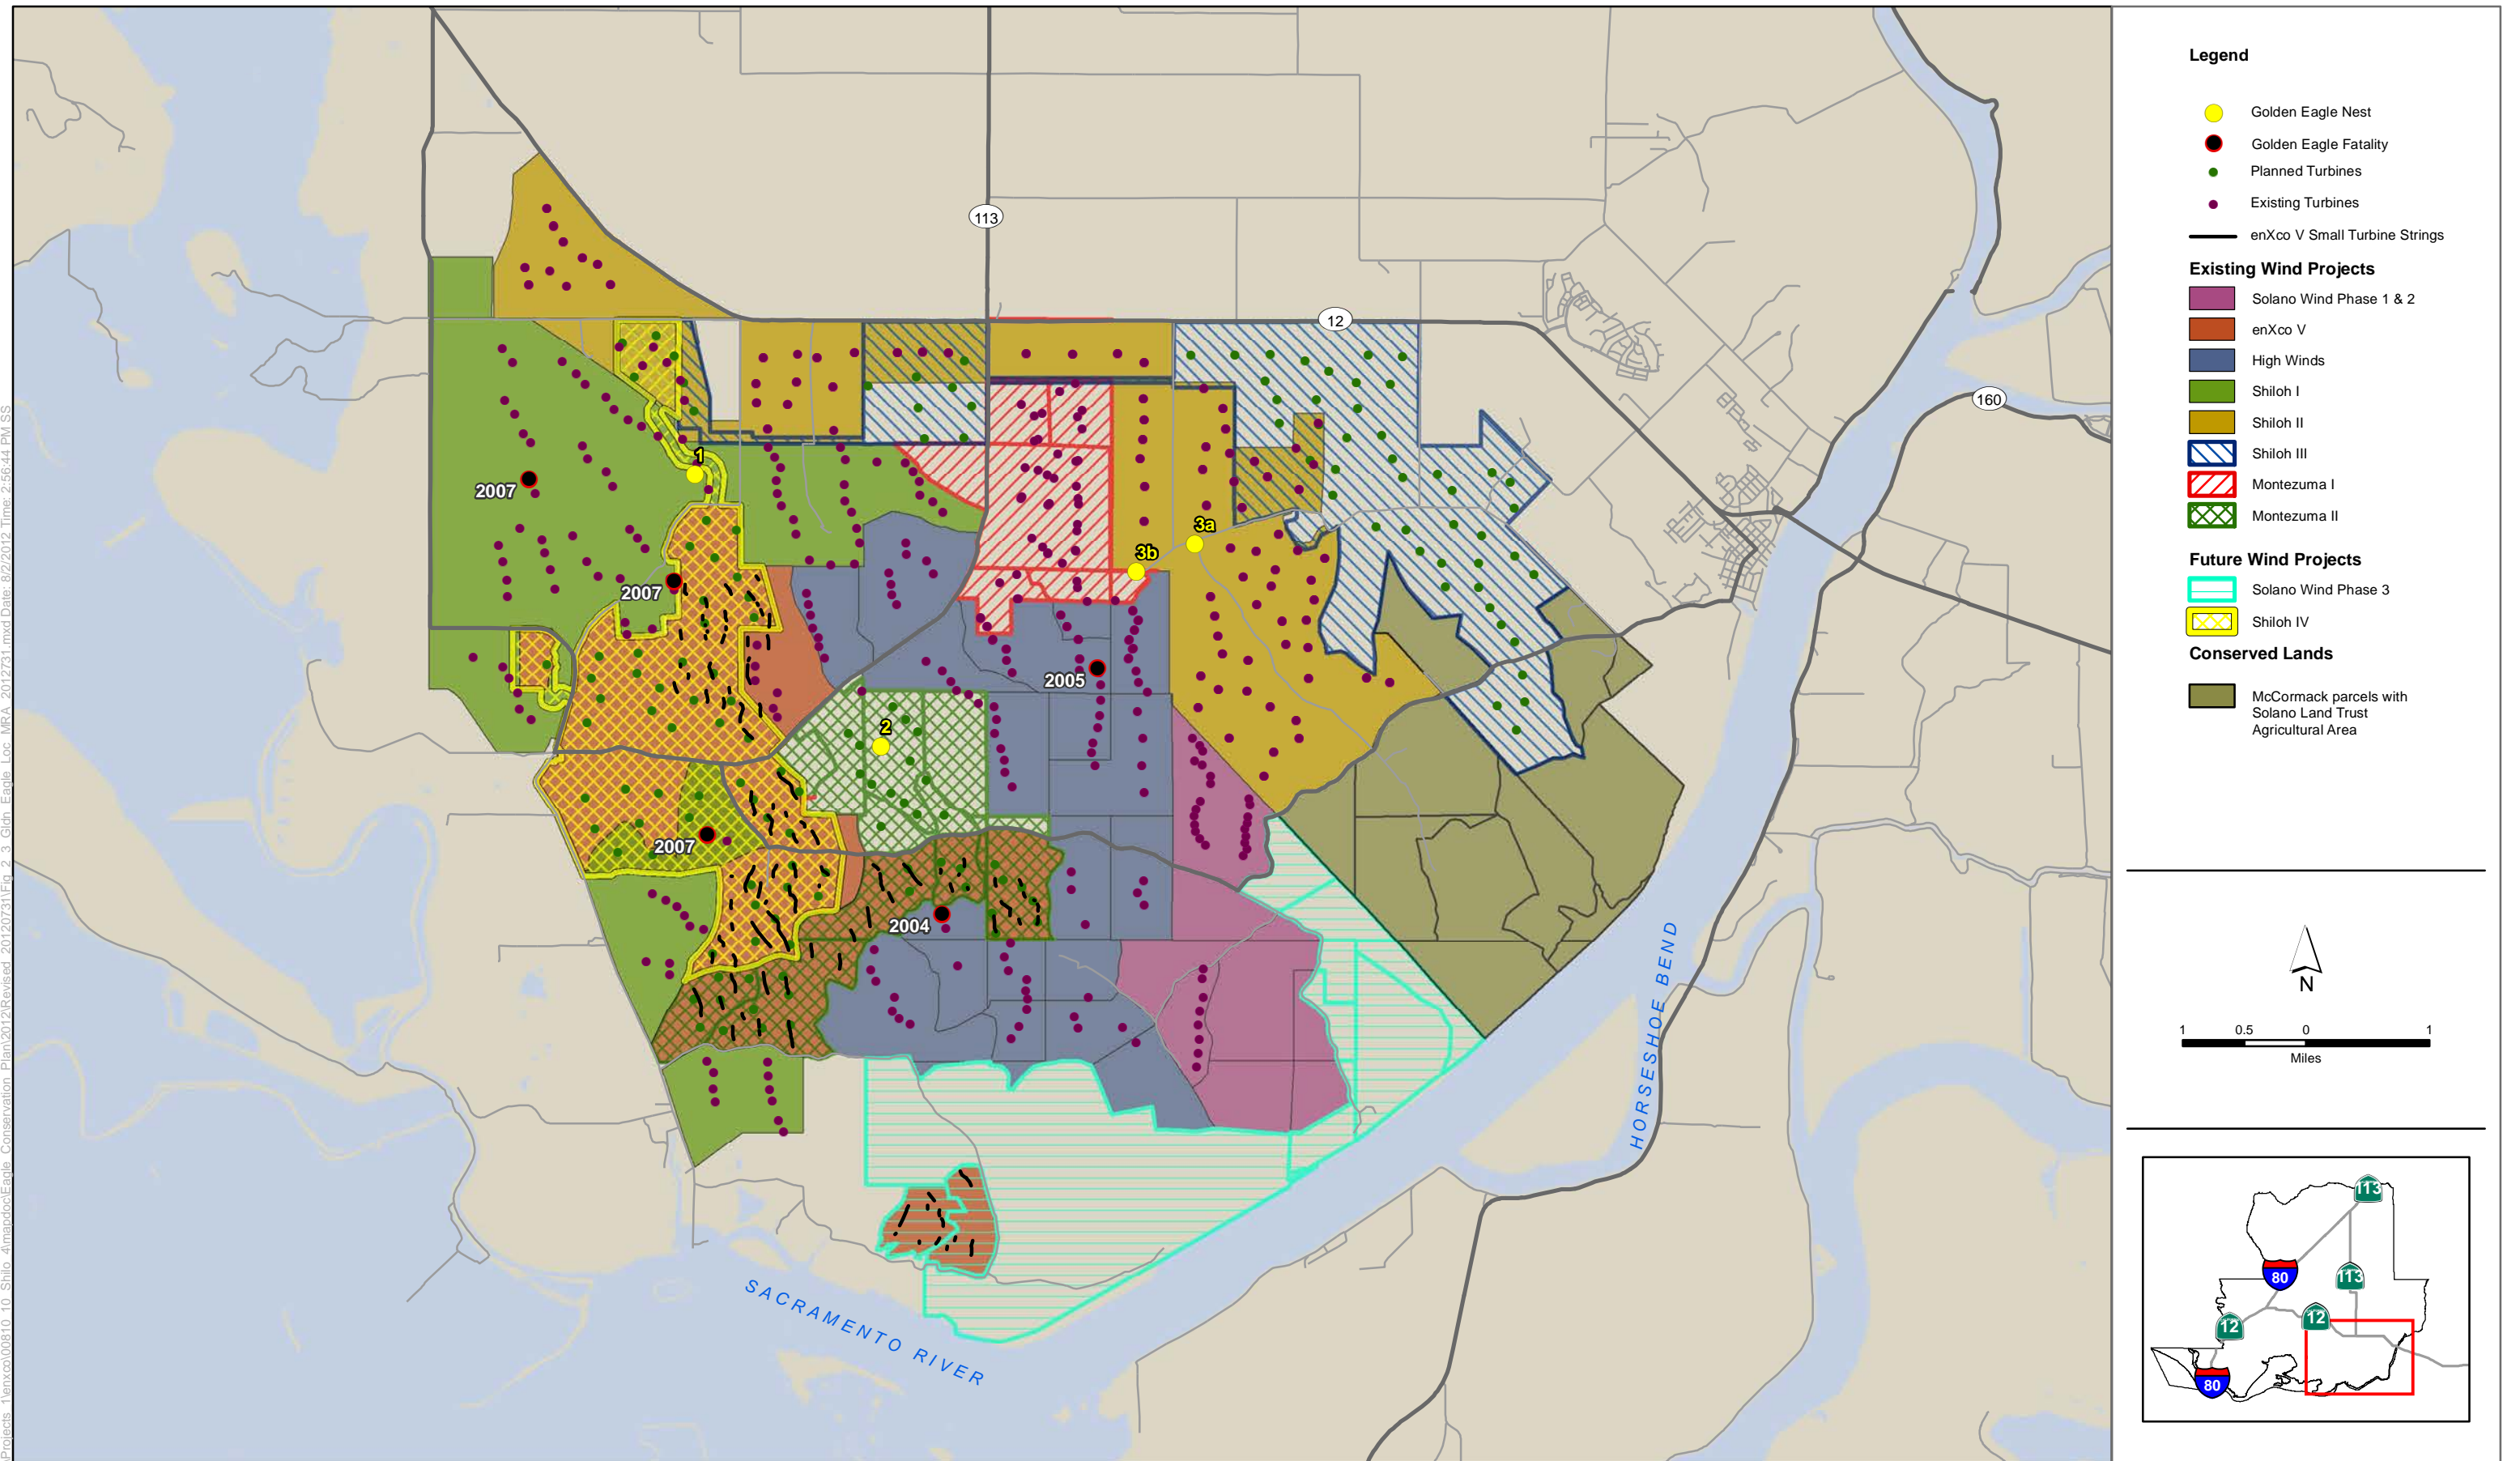 Legend
Golden Eagle Nest
Golden Eagle Fatality
Planned Turbines
Existing Turbines
enXco V Small Turbine Strings
Existing Wind Projects
Solano Wind Phase 1 & 2
enXco V
High Winds
Shiloh I
Shiloh II
Shiloh III
Montezuma I
Montezuma II
Future Wind Projects
Solano Wind Phase 3
Shiloh IV
Conserved Lands
McCormack parcels with
Solano Land Trust
Agricultural Area
N
1 0.5 0 1
Miles
113
80
113
12
12
80
113
12
160
1
2007
3a
3b
2007
2005
2
2007
2004
HORSESHOE BEND
SACRAMENTO RIVER